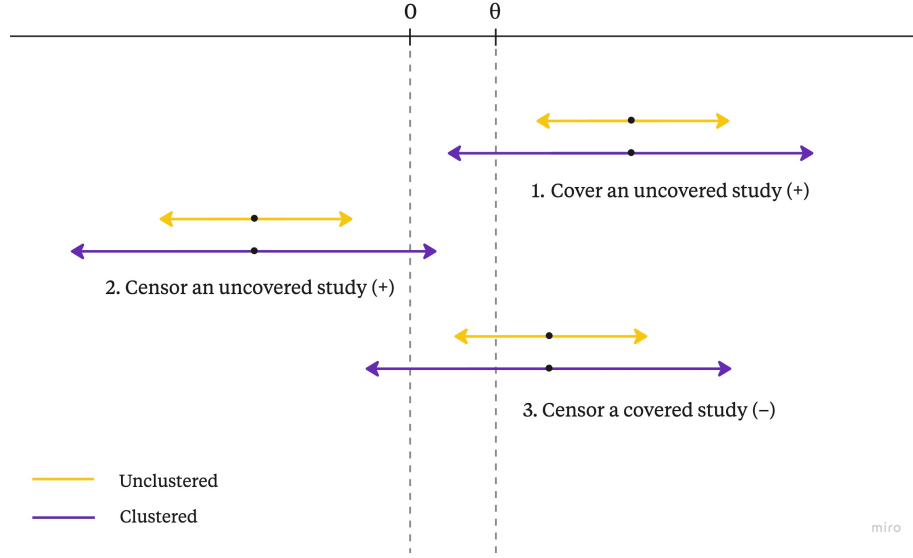 0 θ
1. Cover an uncovered study (+)
2. Censor an uncovered study (+)
3. Censor a covered study (–)
Unclustered
Clustered
miro